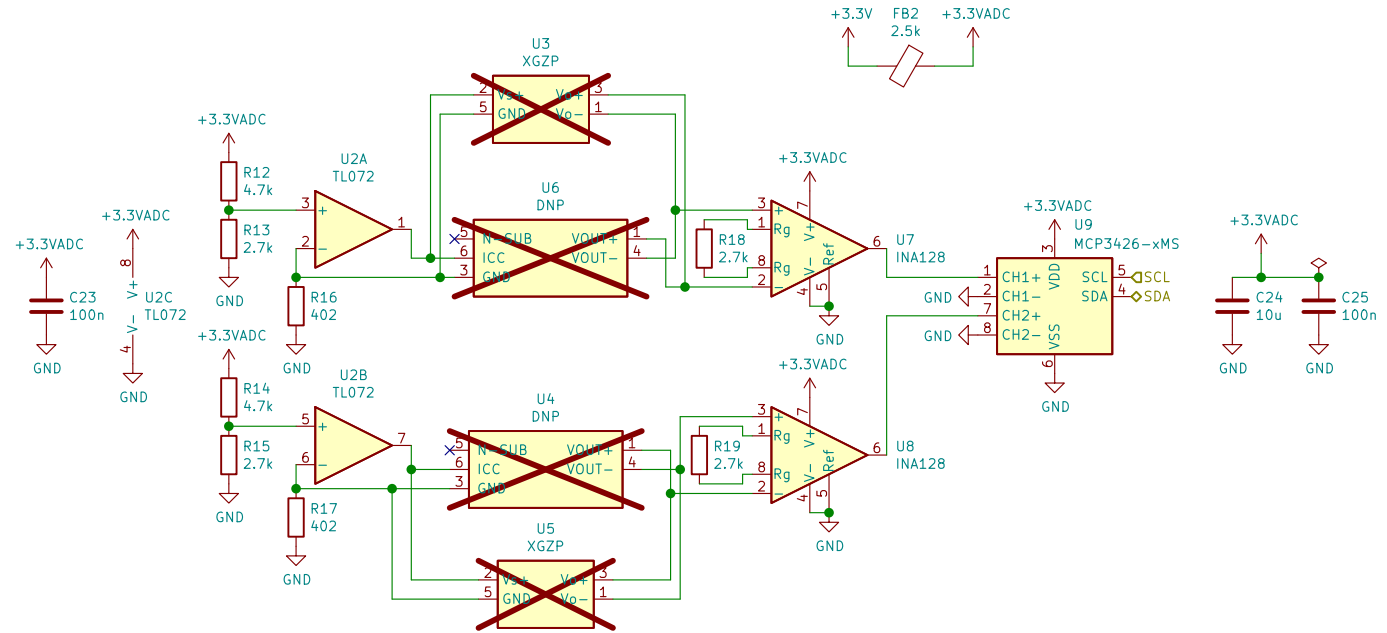 +3.3V
FB2
2.5k
+3.3VADC
U3
XGZP
2
Vs+
Vo+
3
5
GND
Vo-
1
+3.3VADC
R12
4.7k
R13
2.7k
GND
U2A
TL072
3
+
1
2
-
R16
402
GND
U6
DNP
5
N-SUB
VOUT+
1
6
ICC
VOUT-
4
3
GND
R18
2.7k
+3.3VADC
3
+
7
V+
1
Rg
6
U7
INA128
8
Rg
V-
Ref
2
-
4
5
GND
+3.3VADC
U9
MCP3426-xMS
3
VDD
1
CH1+
SCL
5
SCL
GND
2
CH1-
SDA
4
SDA
7
CH2+
GND
8
CH2-
VSS
6
GND
+3.3VADC
C24
10u
GND
C25
100n
GND
+3.3VADC
C23
100n
GND
+3.3VADC
8
V+
U2C
TL072
V-
4
GND
+3.3VADC
R14
4.7k
R15
2.7k
GND
U2B
TL072
5
+
7
6
-
R17
402
GND
U4
DNP
5
N-SUB
VOUT+
1
6
ICC
VOUT-
4
3
GND
U5
XGZP
2
Vs+
Vo+
3
5
GND
Vo-
1
R19
2.7k
+3.3VADC
3
+
7
V+
1
Rg
6
U8
INA128
8
Rg
V-
Ref
2
-
4
5
GND